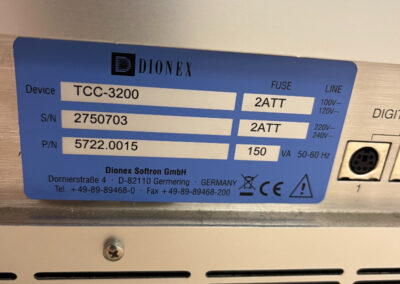 DIONEX
FUSE LINE
Device TCC-3200 2ATT 100V~ 120V~
S/N 2750703 2ATT 220V~ 240V~
P/N 5722.0015 150 VA 50-60 Hz
Dionex Softron GmbH
Dornierstraße 4 · D-82110 Germering · GERMANY
Tel. +49-89-89468-0 · Fax +49-89-89468-200
CE
DIGIT
1